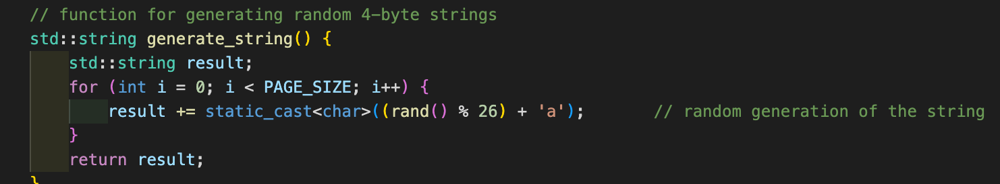 // function for generating random 4-byte strings
std::string generate_string() {
    std::string result;
    for (int i = 0; i < PAGE_SIZE; i++) {
        result += static_cast<char>((rand() % 26) + 'a');       // random generation of the string
    }
    return result;
}